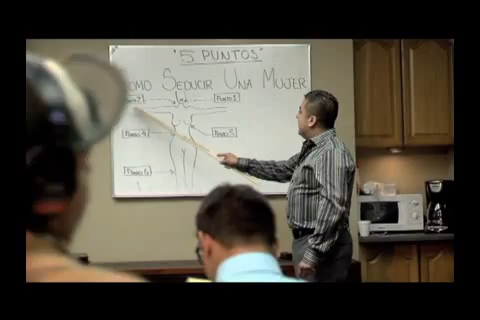 "5 PUNTOS"
COMO SEDUCIR UNA MUJER
PUNTO 1
PUNTO 4
PUNTO 5